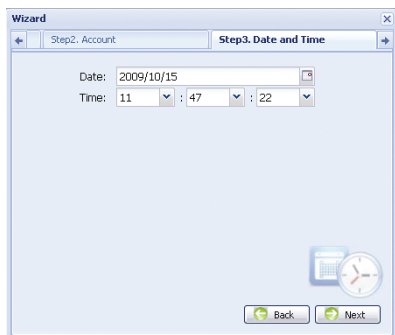 Wizard
Step2. Account Step3. Date and Time
Date: 2009/10/15
Time: 11 : 47 : 22
Back Next